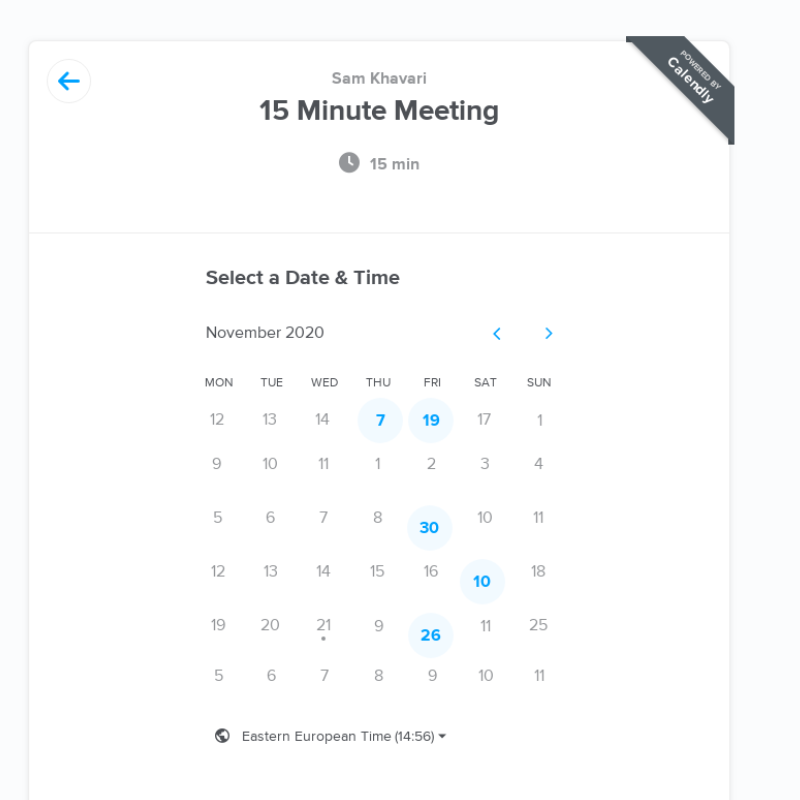 POWERED BY
Calendly
Sam Khavari
15 Minute Meeting
15 min
Select a Date & Time
November 2020
MON TUE WED THU FRI SAT SUN
12 13 14 7 19 17 1
9 10 11 1 2 3 4
5 6 7 8 30 10 11
12 13 14 15 16 10 18
19 20 21 9 26 11 25
5 6 7 8 9 10 11
Eastern European Time (14:56)